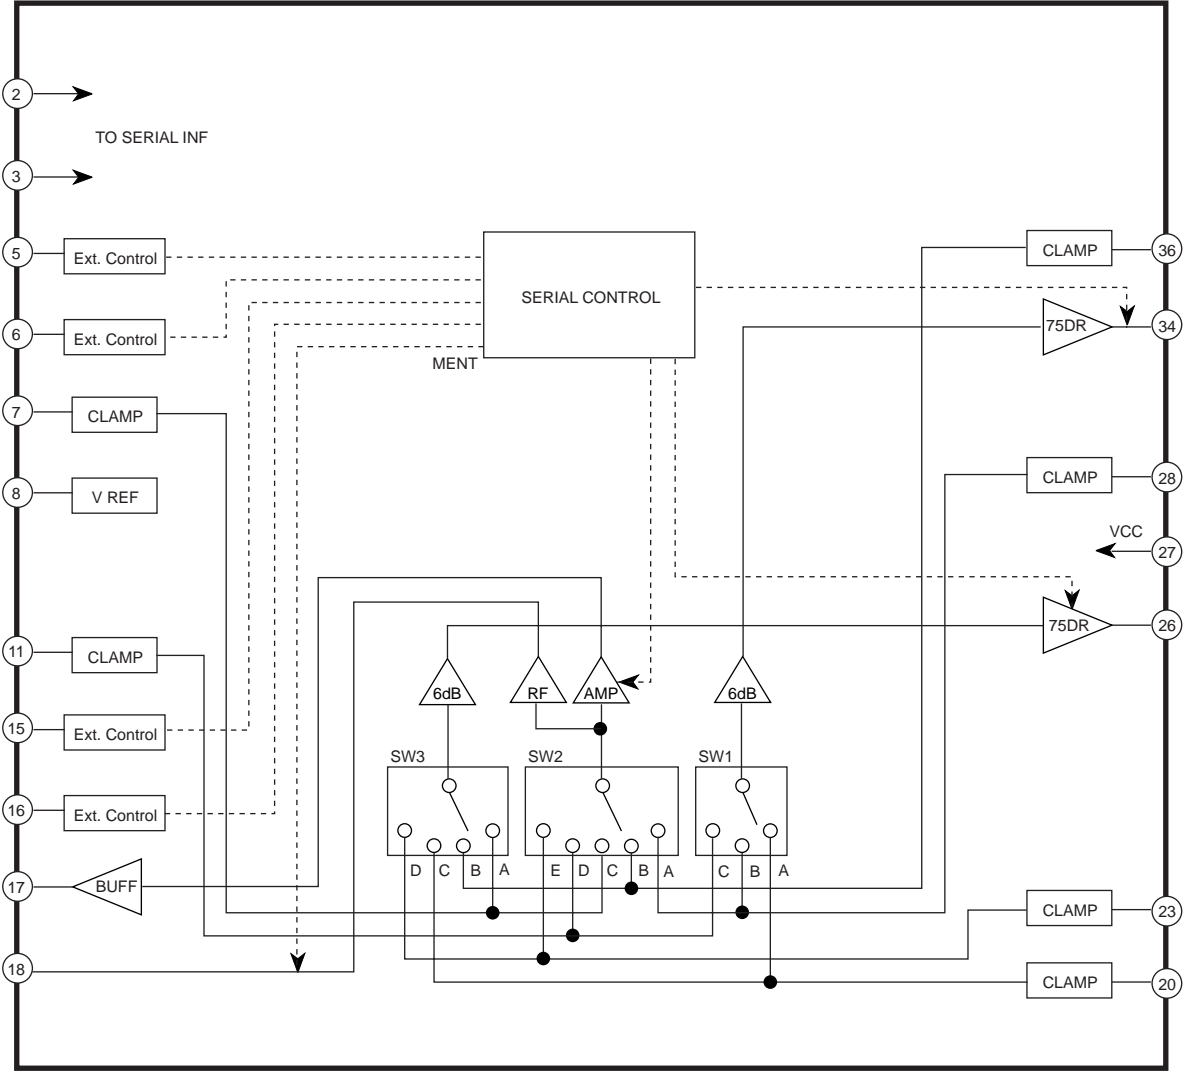 2
TO SERIAL INF
3
5
Ext. Control
6
Ext. Control
7
CLAMP
8
V REF
11
CLAMP
15
Ext. Control
16
Ext. Control
17
BUFF
18
SERIAL CONTROL
MENT
CLAMP
36
75DR
34
CLAMP
28
VCC
27
75DR
26
6dB
RF
AMP
6dB
SW3
SW2
SW1
D
C
B
A
E
D
C
B
A
C
B
A
CLAMP
23
CLAMP
20